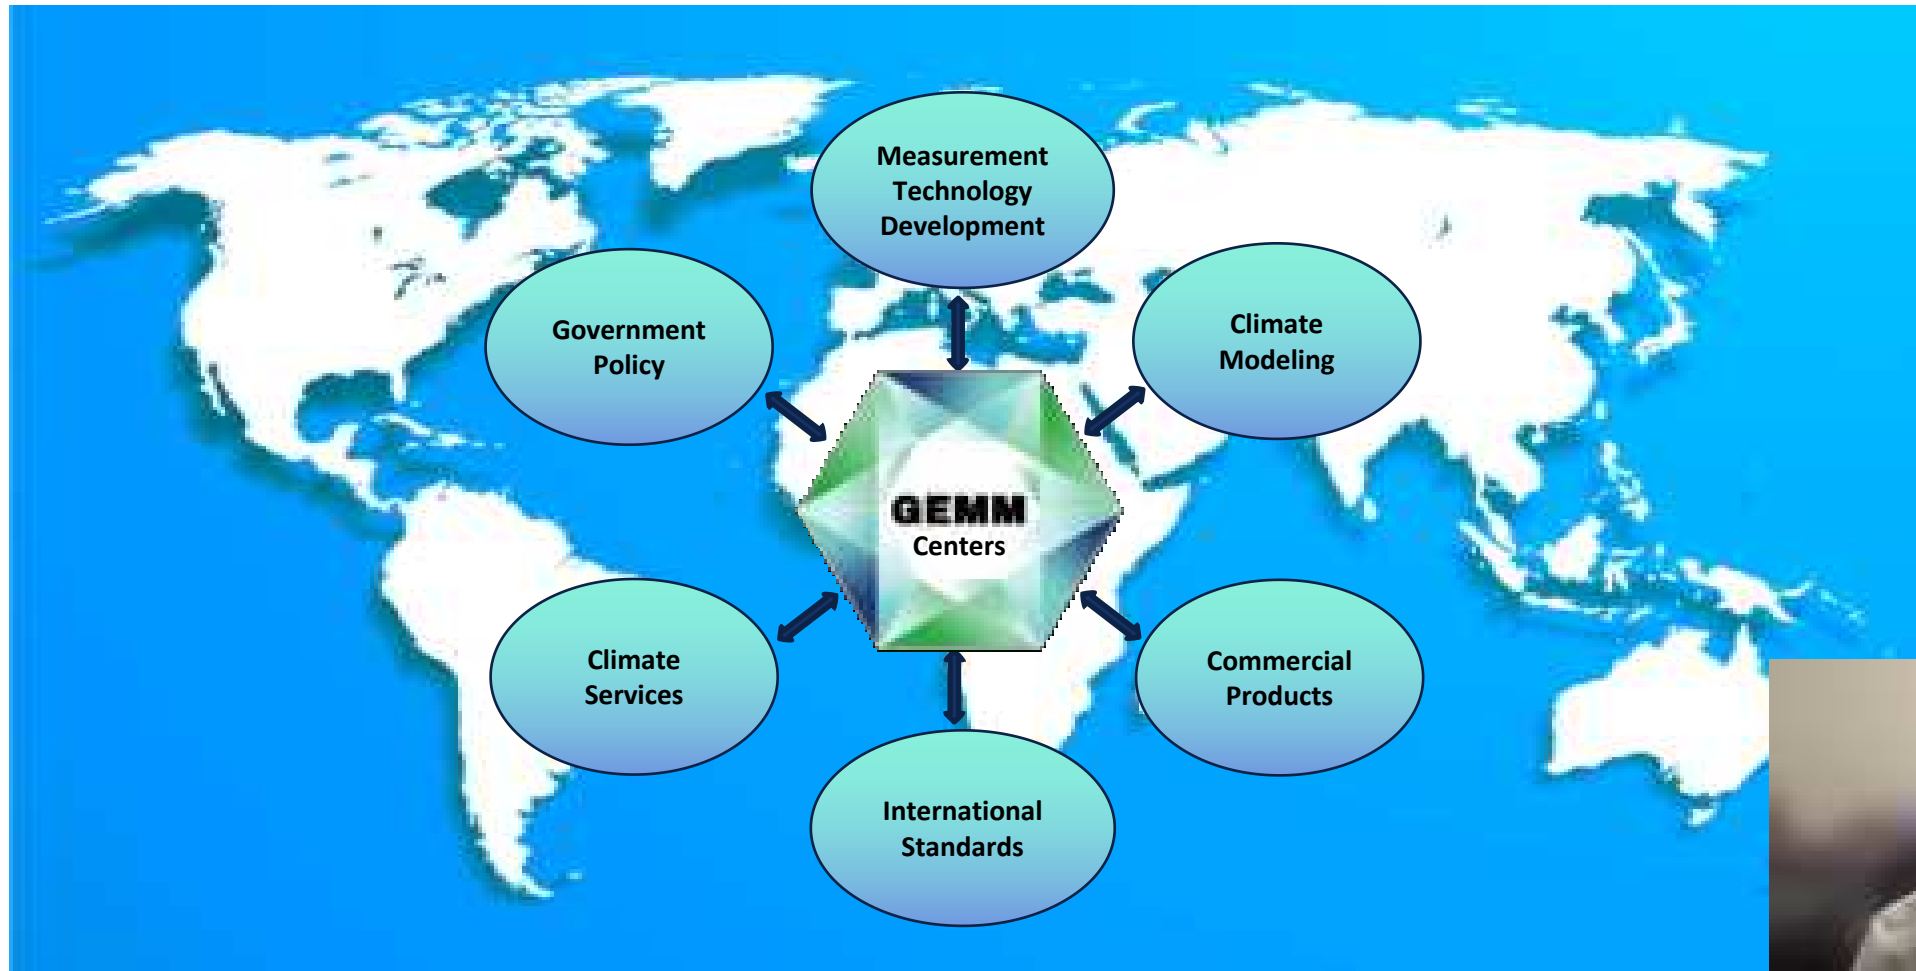 Measurement
Technology
Development
Government
Policy
Climate
Modeling
GEMM
Centers
Climate
Services
Commercial
Products
International
Standards